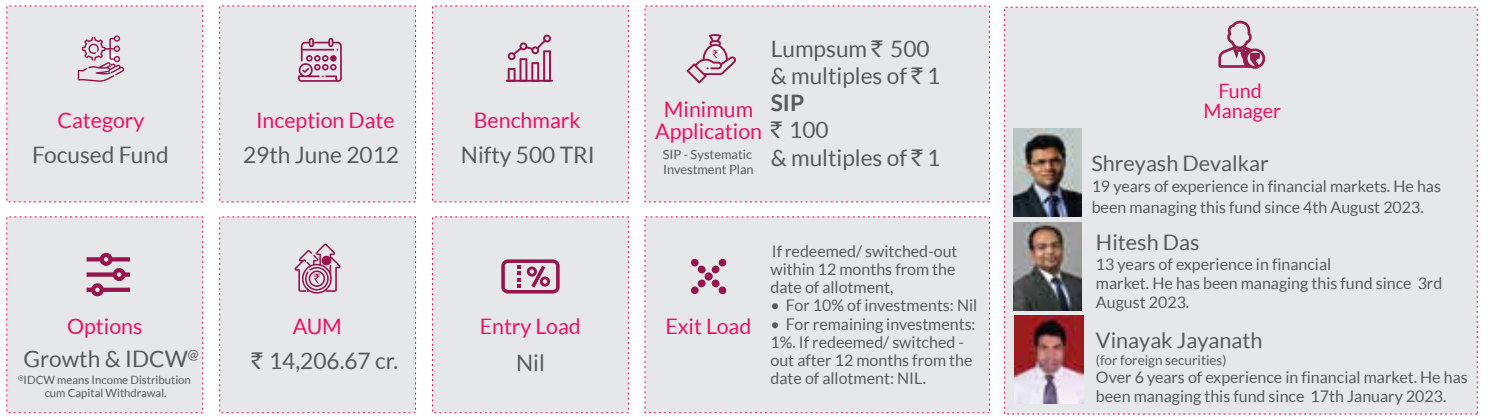 Category
Focused Fund
Inception Date
29th June 2012
Benchmark
Nifty 500 TRI
Minimum
Application
SIP - Systematic
Investment Plan
Lumpsum ₹ 500
& multiples of ₹ 1
SIP
₹ 100
& multiples of ₹ 1
Options
Growth & IDCW@
@IDCW means Income Distribution
cum Capital Withdrawal.
AUM
₹ 14,206.67 cr.
%
Entry Load
Nil
Exit Load
If redeemed/ switched-out
within 12 months from the
date of allotment,
• For 10% of investments: Nil
• For remaining investments:
1%. If redeemed/ switched -
out after 12 months from the
date of allotment: NIL.
Fund
Manager
Shreyash Devalkar
19 years of experience in financial markets. He has
been managing this fund since 4th August 2023.
Hitesh Das
13 years of experience in financial
market. He has been managing this fund since 3rd
August 2023.
Vinayak Jayanath
(for foreign securities)
Over 6 years of experience in financial market. He has
been managing this fund since 17th January 2023.